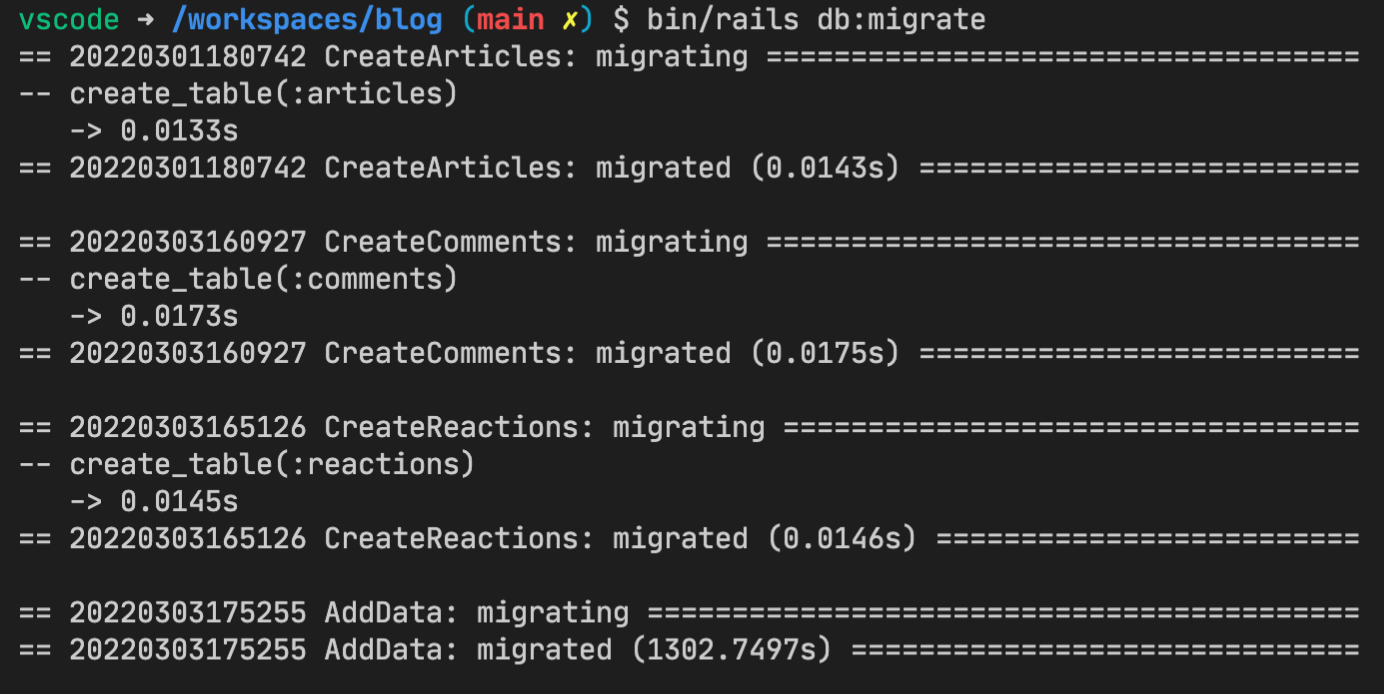 vscode → /workspaces/blog (main ✗) $ bin/rails db:migrate
== 20220301180742 CreateArticles: migrating ===================================
-- create_table(:articles)
   -> 0.0133s
== 20220301180742 CreateArticles: migrated (0.0143s) ==========================

== 20220303160927 CreateComments: migrating ===================================
-- create_table(:comments)
   -> 0.0173s
== 20220303160927 CreateComments: migrated (0.0175s) ==========================

== 20220303165126 CreateReactions: migrating ==================================
-- create_table(:reactions)
   -> 0.0145s
== 20220303165126 CreateReactions: migrated (0.0146s) =========================

== 20220303175255 AddData: migrating ==========================================
== 20220303175255 AddData: migrated (1302.7497s) ==============================